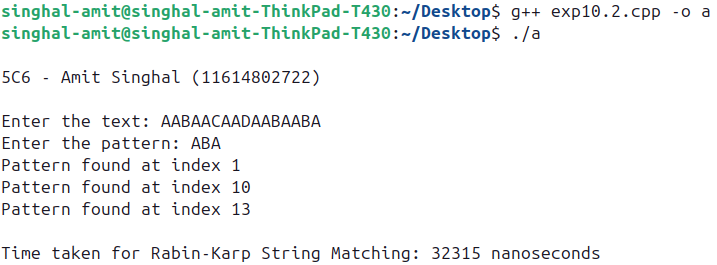 singhal-amit@singhal-amit-ThinkPad-T430:~/Desktop$ g++ exp10.2.cpp -o a
singhal-amit@singhal-amit-ThinkPad-T430:~/Desktop$ ./a
5C6 - Amit Singhal (11614802722)
Enter the text: AABAACAADAABAABA
Enter the pattern: ABA
Pattern found at index 1
Pattern found at index 10
Pattern found at index 13
Time taken for Rabin-Karp String Matching: 32315 nanoseconds